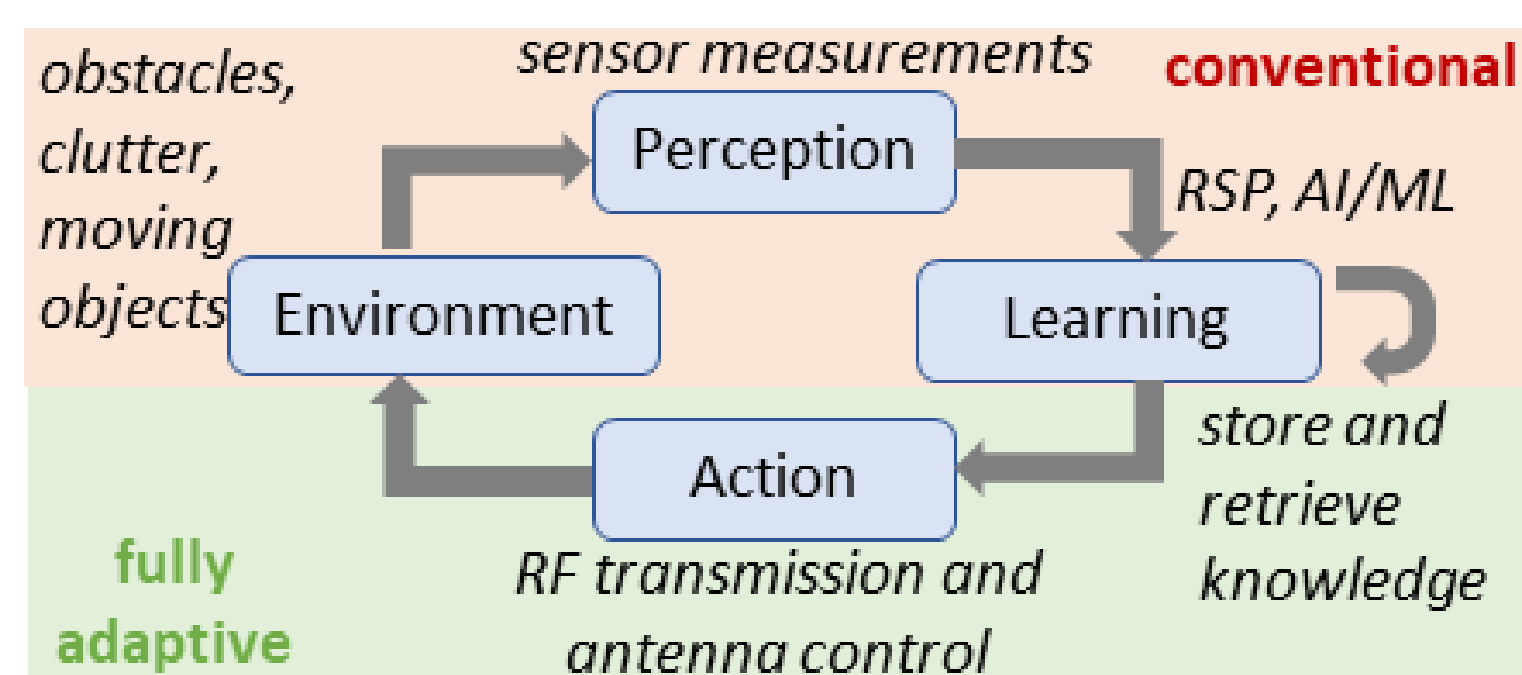 obstacles,
clutter,
moving
objects
sensor measurements
conventional
Perception
RSP, AI/ML
Environment
Learning
Action
store and
retrieve
knowledge
fully
adaptive
RF transmission and
antenna control